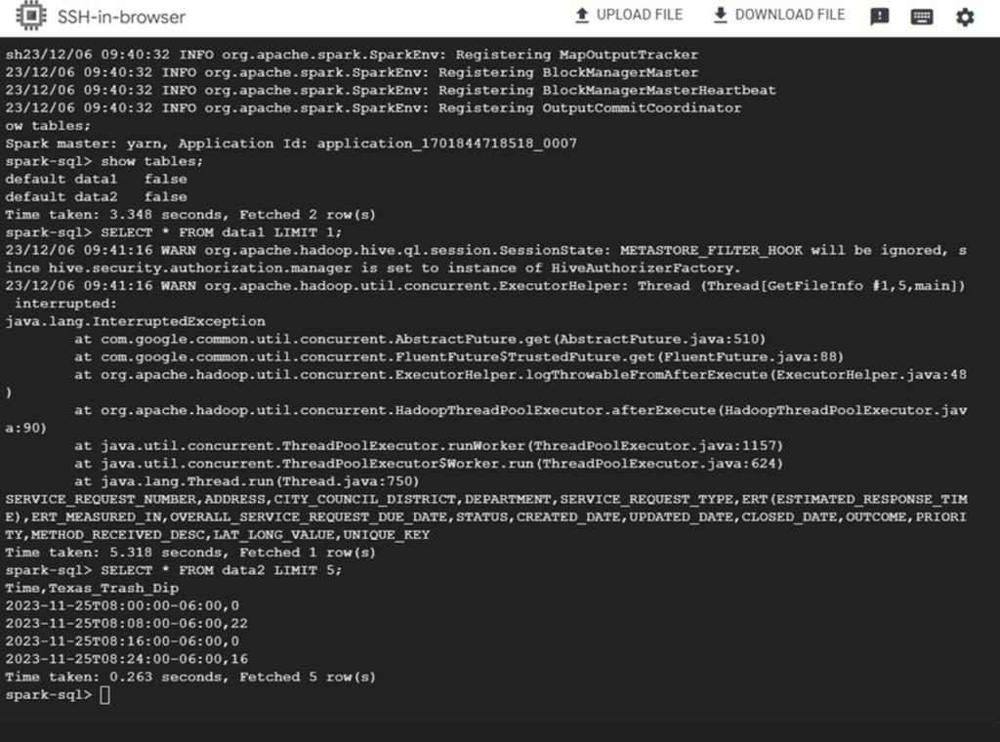 SSH-in-browser
UPLOAD FILE
DOWNLOAD FILE
sh23/12/06 09:40:32 INFO org.apache.spark.SparkEnv: Registering MapOutputTracker
23/12/06 09:40:32 INFO org.apache.spark.SparkEnv: Registering BlockManagerMaster
23/12/06 09:40:32 INFO org.apache.spark.SparkEnv: Registering BlockManagerMasterHeartbeat
23/12/06 09:40:32 INFO org.apache.spark.SparkEnv: Registering OutputCommitCoordinator
ow tables;
Spark master: yarn, Application Id: application_1701844718518_0007
spark-sql> show tables;
default data1   false
default data2   false
Time taken: 3.348 seconds, Fetched 2 row(s)
spark-sql> SELECT * FROM data1 LIMIT 1;
23/12/06 09:41:16 WARN org.apache.hadoop.hive.ql.session.SessionState: METASTORE_FILTER_HOOK will be ignored, s
ince hive.security.authorization.manager is set to instance of HiveAuthorizerFactory.
23/12/06 09:41:16 WARN org.apache.hadoop.util.concurrent.ExecutorHelper: Thread (Thread[GetFileInfo #1,5,main])
 interrupted:
java.lang.InterruptedException
        at com.google.common.util.concurrent.AbstractFuture.get(AbstractFuture.java:510)
        at com.google.common.util.concurrent.FluentFuture$TrustedFuture.get(FluentFuture.java:88)
        at org.apache.hadoop.util.concurrent.ExecutorHelper.logThrowableFromAfterExecute(ExecutorHelper.java:48
)
        at org.apache.hadoop.util.concurrent.HadoopThreadPoolExecutor.afterExecute(HadoopThreadPoolExecutor.jav
a:90)
        at java.util.concurrent.ThreadPoolExecutor.runWorker(ThreadPoolExecutor.java:1157)
        at java.util.concurrent.ThreadPoolExecutor$Worker.run(ThreadPoolExecutor.java:624)
        at java.lang.Thread.run(Thread.java:750)
SERVICE_REQUEST_NUMBER,ADDRESS,CITY_COUNCIL_DISTRICT,DEPARTMENT,SERVICE_REQUEST_TYPE,ERT(ESTIMATED_RESPONSE_TIM
E),ERT_MEASURED_IN,OVERALL_SERVICE_REQUEST_DUE_DATE,STATUS,CREATED_DATE,UPDATED_DATE,CLOSED_DATE,OUTCOME,PRIORI
TY,METHOD_RECEIVED_DESC,LAT_LONG_VALUE,UNIQUE_KEY
Time taken: 5.318 seconds, Fetched 1 row(s)
spark-sql> SELECT * FROM data2 LIMIT 5;
Time,Texas_Trash_Dip
2023-11-25T08:00:00-06:00,0
2023-11-25T08:08:00-06:00,22
2023-11-25T08:16:00-06:00,0
2023-11-25T08:24:00-06:00,16
Time taken: 0.263 seconds, Fetched 5 row(s)
spark-sql>